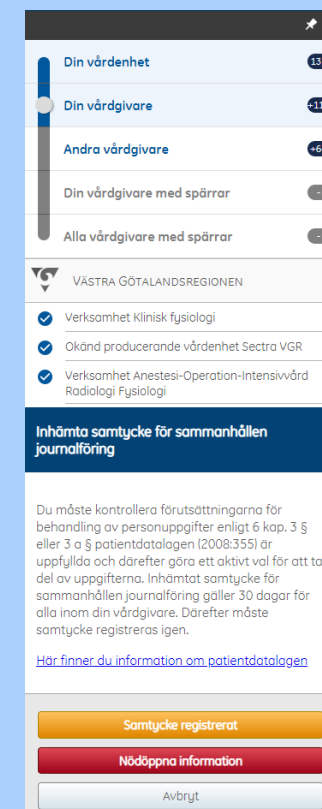 Din vårdenhet
13
Din vårdgivare
+11
Andra vårdgivare
+6
Din vårdgivare med spärrar
-
Alla vårdgivare med spärrar
-
VÄSTRA GÖTALANDSREGIONEN
Verksamhet Klinisk fysiologi
Okänd producerande vårdenhet Sectra VGR
Verksamhet Anestesi-Operation-Intensivvård
Radiologi Fysiologi
Inhämta samtycke för sammanhållen
journalföring
Du måste kontrollera förutsättningarna för
behandling av personuppgifter enligt 6 kap. 3 §
eller 3 a § patientdatalagen (2008:355) är
uppfyllda och därefter göra ett aktivt val för att ta
del av uppgifterna. Inhämtat samtycke för
sammanhållen journalföring gäller 30 dagar för
alla inom din vårdgivare. Därefter måste
samtycke registreras igen.
Här finner du information om patientdatalagen
Samtycke registrerat
Nödöppna information
Avbryt